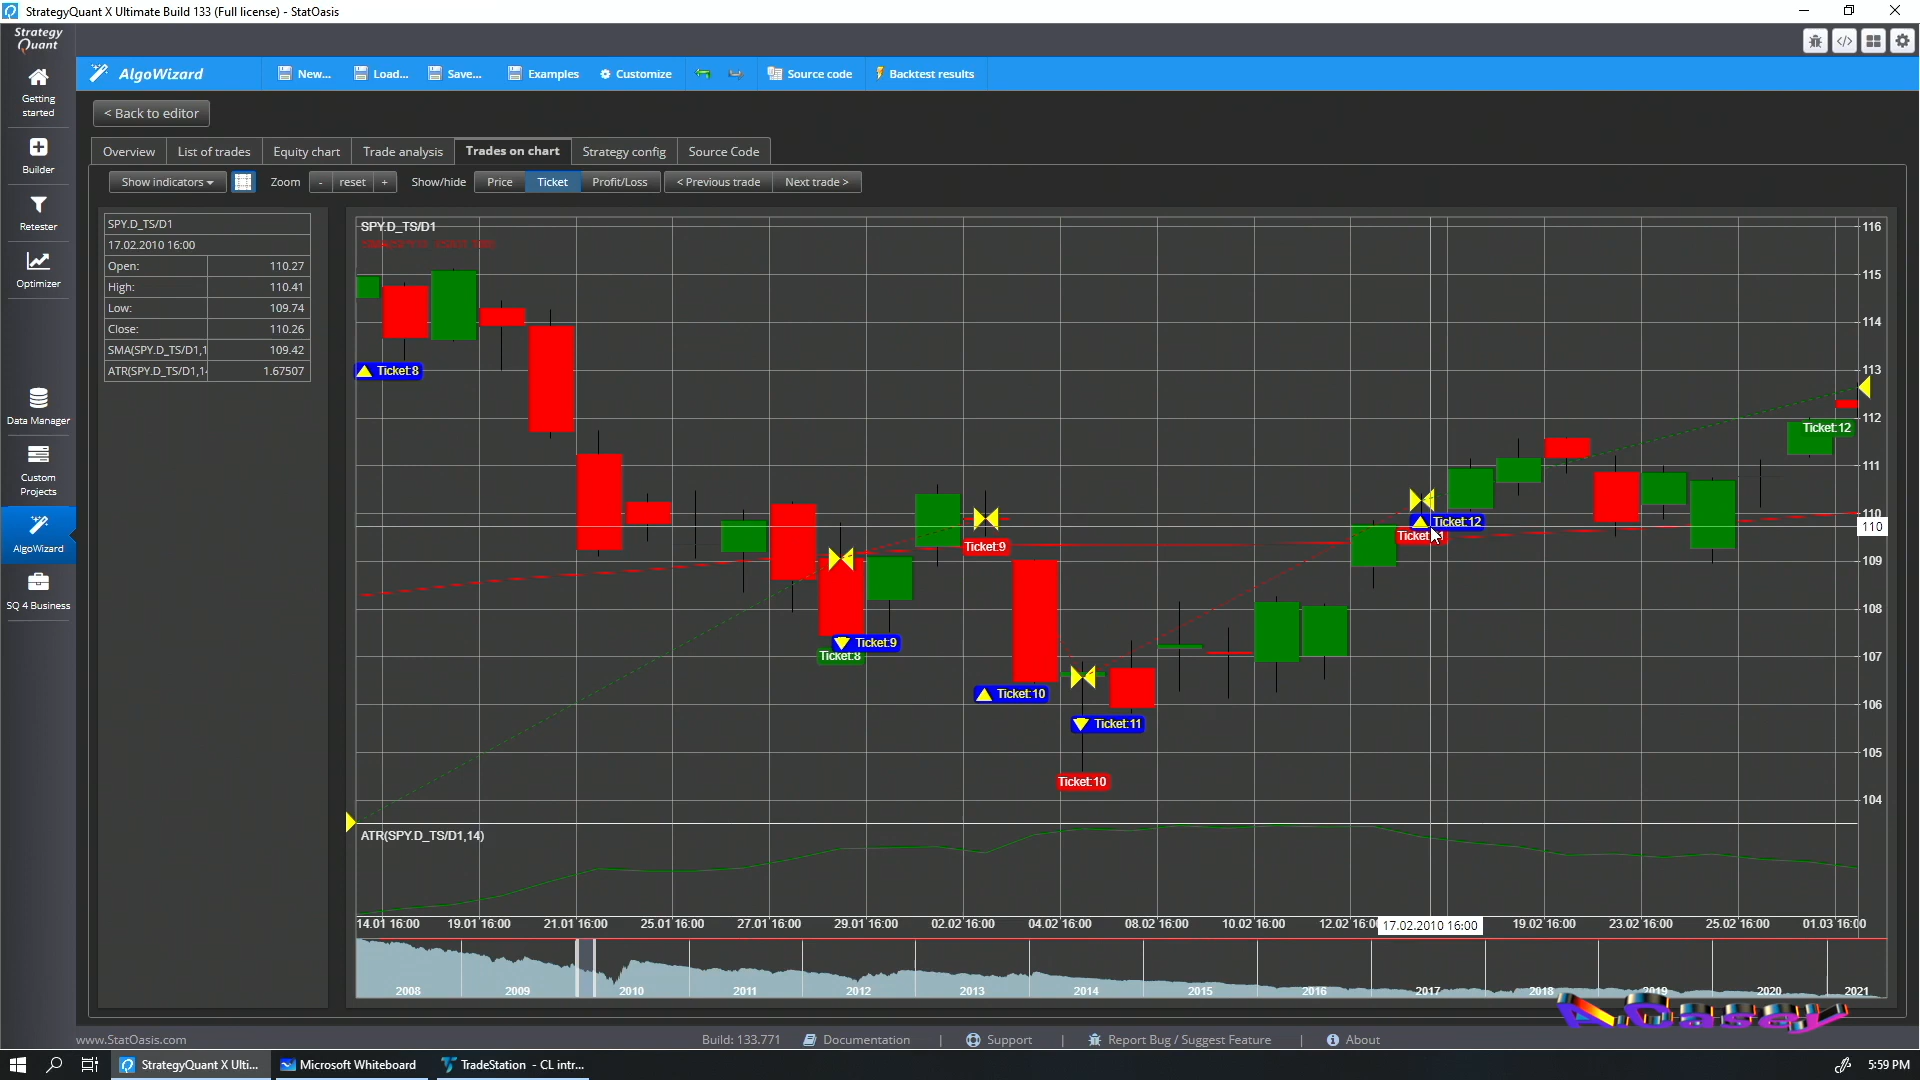 StrategyQuant X Ultimate Build 133 (Full license) - StatOasis
Strategy
Quant
AlgoWizard
New...
Load...
Save...
Examples
Customize
Source code
Backtest results
Getting
started
Builder
Retester
Optimizer
Data Manager
Custom
Projects
AlgoWizard
SQ 4 Business
< Back to editor
Overview
List of trades
Equity chart
Trade analysis
Trades on chart
Strategy config
Source Code
Show indicators
Zoom
-
reset
+
Show/hide
Price
Ticket
Profit/Loss
< Previous trade
Next trade >
SPY.D_TS/D1
17.02.2010 16:00
Open: 110.27
High: 110.41
Low: 109.74
Close: 110.26
SMA(SPY.D_TS/D1,1 109.42
ATR(SPY.D_TS/D1,1 1.67507
SPY.D_TS/D1
116
115
114
113
112
111
110
110
109
108
107
106
105
104
Ticket:8
Ticket:9
Ticket:8
Ticket:9
Ticket:10
Ticket:11
Ticket:10
Ticket:12
Ticket:12
ATR(SPY.D_TS/D1,14)
14.01 16:00
19.01 16:00
21.01 16:00
25.01 16:00
27.01 16:00
29.01 16:00
02.02 16:00
04.02 16:00
08.02 16:00
10.02 16:00
12.02 16:00
17.02.2010 16:00
19.02 16:00
23.02 16:00
25.02 16:00
01.03 16:00
2008
2009
2010
2011
2012
2013
2014
2015
2016
2017
2018
2019
2020
2021
A.Casey
www.StatOasis.com
Build: 133.771
Documentation
Support
Report Bug / Suggest Feature
About
StrategyQuant X Ulti...
Microsoft Whiteboard
TradeStation - CL intr...
5:59 PM